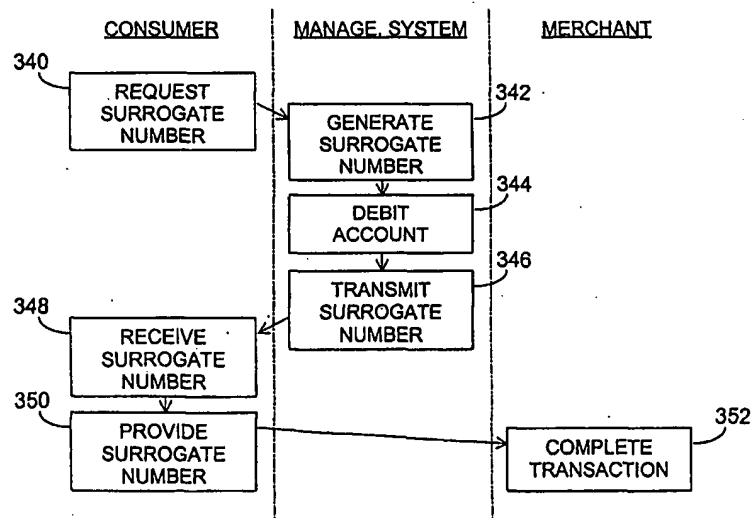 CONSUMER
MANAGE. SYSTEM
MERCHANT
340
REQUEST
SURROGATE
NUMBER
342
GENERATE
SURROGATE
NUMBER
344
DEBIT
ACCOUNT
346
TRANSMIT
SURROGATE
NUMBER
348
RECEIVE
SURROGATE
NUMBER
350
PROVIDE
SURROGATE
NUMBER
352
COMPLETE
TRANSACTION